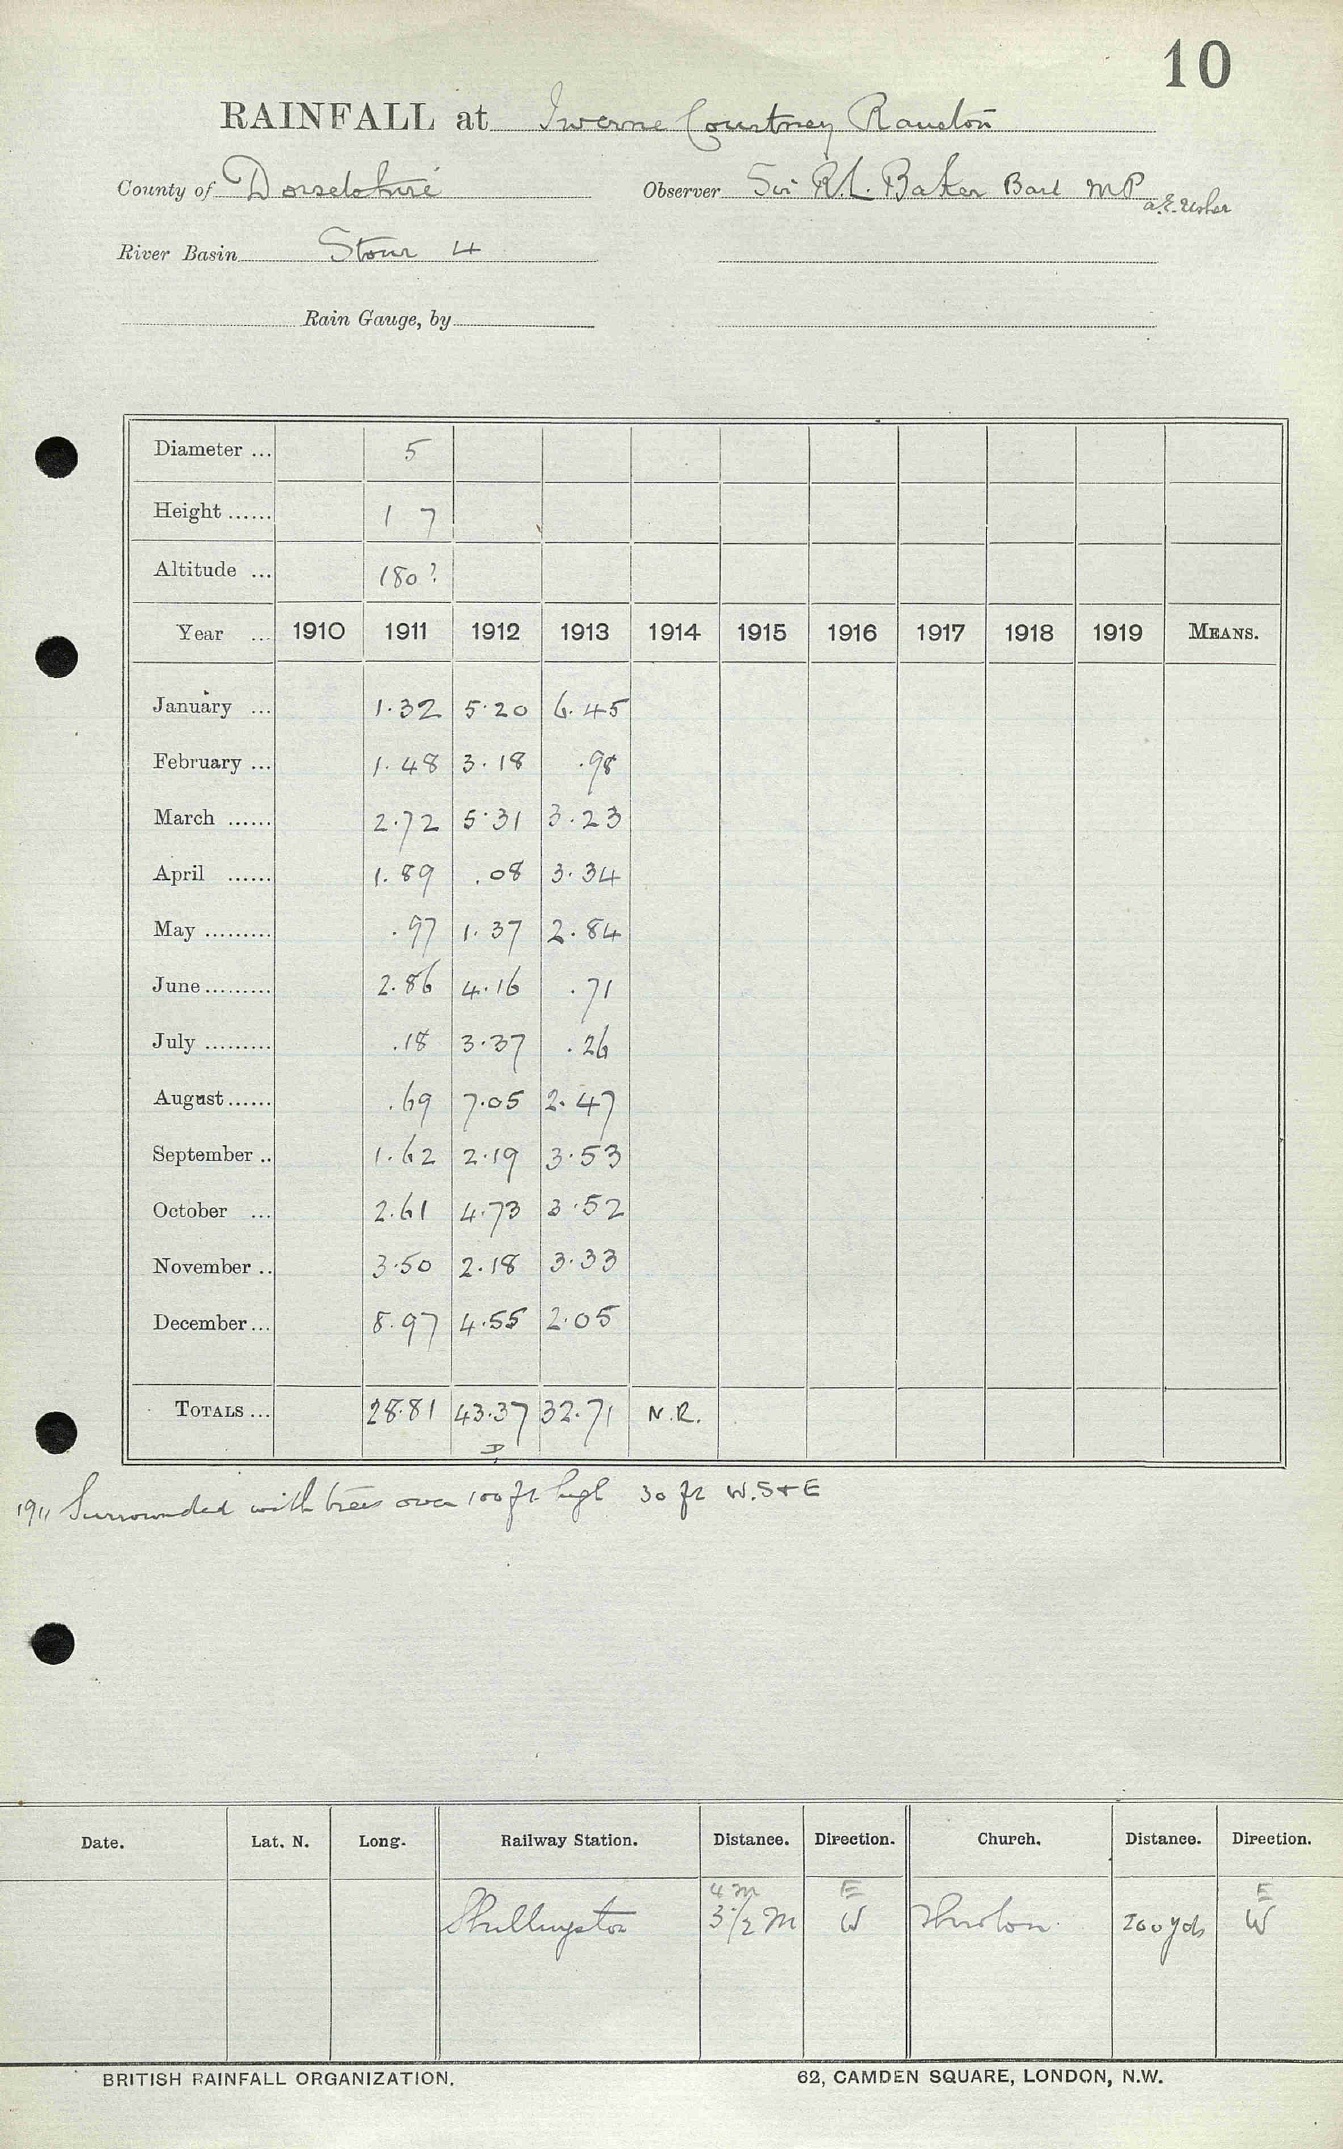 10
RAINFALL at Iwerne Courtney Ranston
County of Dorsetshire Observer Sir R.L. Baker Bart MP
a.E. Usher
River Basin Stour 4
Rain Gauge, by
Diameter ... 5
Height ...... 1 7
Altitude ... 180?
Year ... 1910 1911 1912 1913 1914 1915 1916 1917 1918 1919 MEANS.
January ... 1.32 5.20 6.45
February ... 1.48 3.18 .98
March ...... 2.72 5.31 3.23
April ...... 1.89 .08 3.34
May ......... .97 1.37 2.84
June ......... 2.86 4.16 .71
July ......... .18 3.37 .26
August ...... .69 7.05 2.47
September .. 1.62 2.19 3.53
October ... 2.61 4.73 3.52
November .. 3.50 2.18 3.33
December ... 8.97 4.55 2.05
TOTALS ... 28.81 43.37 32.71 N.R.
D
1911 Surrounded with trees over 100 ft high 30 ft W.S + E
Date. Lat. N. Long. Railway Station. Distance. Direction. Church. Distance. Direction.
4 m E E
Shillingston 3½ m W Shroton 200 yds W
BRITISH RAINFALL ORGANIZATION. 62, CAMDEN SQUARE, LONDON, N.W.